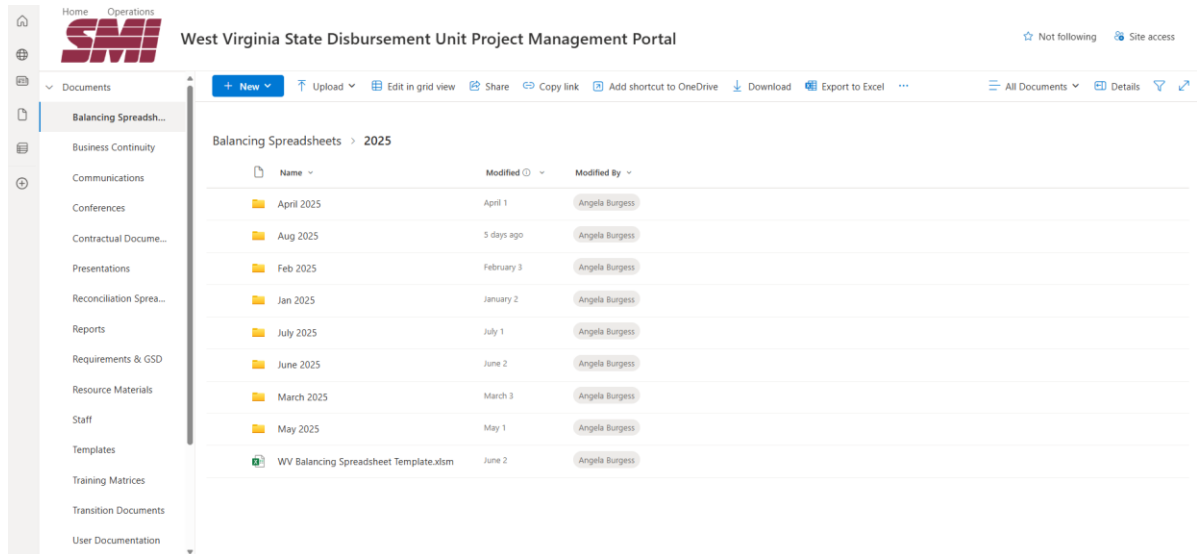 Home Operations
SMI
West Virginia State Disbursement Unit Project Management Portal
Not following Site access
Documents
New Upload Edit in grid view Share Copy link Add shortcut to OneDrive Download Export to Excel ... All Documents Details
Balancing Spreadsh...
Business Continuity
Communications
Conferences
Contractual Docume...
Presentations
Reconciliation Sprea...
Reports
Requirements & GSD
Resource Materials
Staff
Templates
Training Matrices
Transition Documents
User Documentation
Balancing Spreadsheets > 2025
Name Modified Modified By
April 2025 April 1 Angela Burgess
Aug 2025 5 days ago Angela Burgess
Feb 2025 February 3 Angela Burgess
Jan 2025 January 2 Angela Burgess
July 2025 July 1 Angela Burgess
June 2025 June 2 Angela Burgess
March 2025 March 3 Angela Burgess
May 2025 May 1 Angela Burgess
WV Balancing Spreadsheet Template.xlsm June 2 Angela Burgess